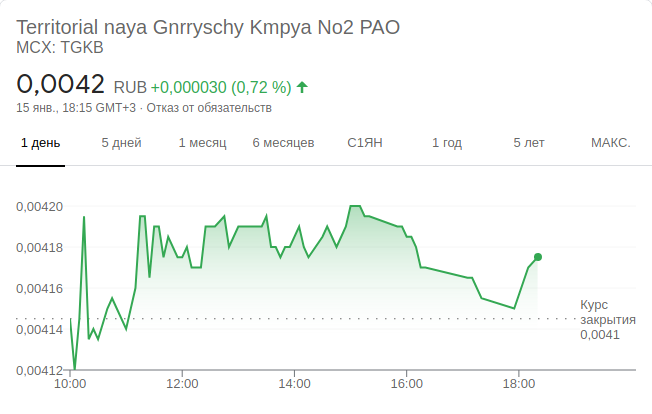 Territorial naya Gnrryschy Kmpya No2 PAO
MCX: TGKB
0,0042 RUB +0,000030 (0,72 %)
15 янв., 18:15 GMT+3 · Отказ от обязательств
1 день 5 дней 1 месяц 6 месяцев С1ЯН 1 год 5 лет МАКС.
0,00420
0,00418
0,00416
0,00414
0,00412
Курс
закрытия
0,0041
10:00 12:00 14:00 16:00 18:00